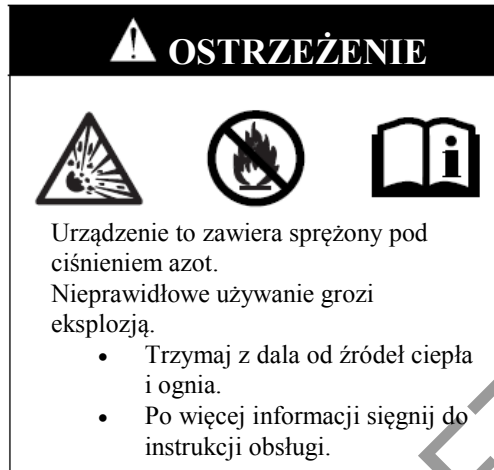 OSTRZEŻENIE
Urządzenie to zawiera sprężony pod
ciśnieniem azot.
Nieprawidłowe używanie grozi
eksplozją.
• Trzymaj z dala od źródeł ciepła
i ognia.
• Po więcej informacji sięgnij do
instrukcji obsługi.